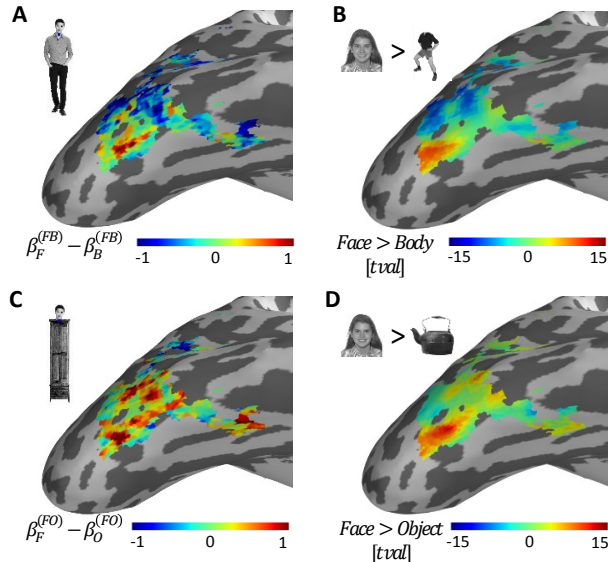 A
B
>
β_F^(FB) − β_B^(FB)
-1 0 1
Face > Body
[tval]
-15 0 15
C
D
>
β_F^(FO) − β_O^(FO)
-1 0 1
Face > Object
[tval]
-15 0 15